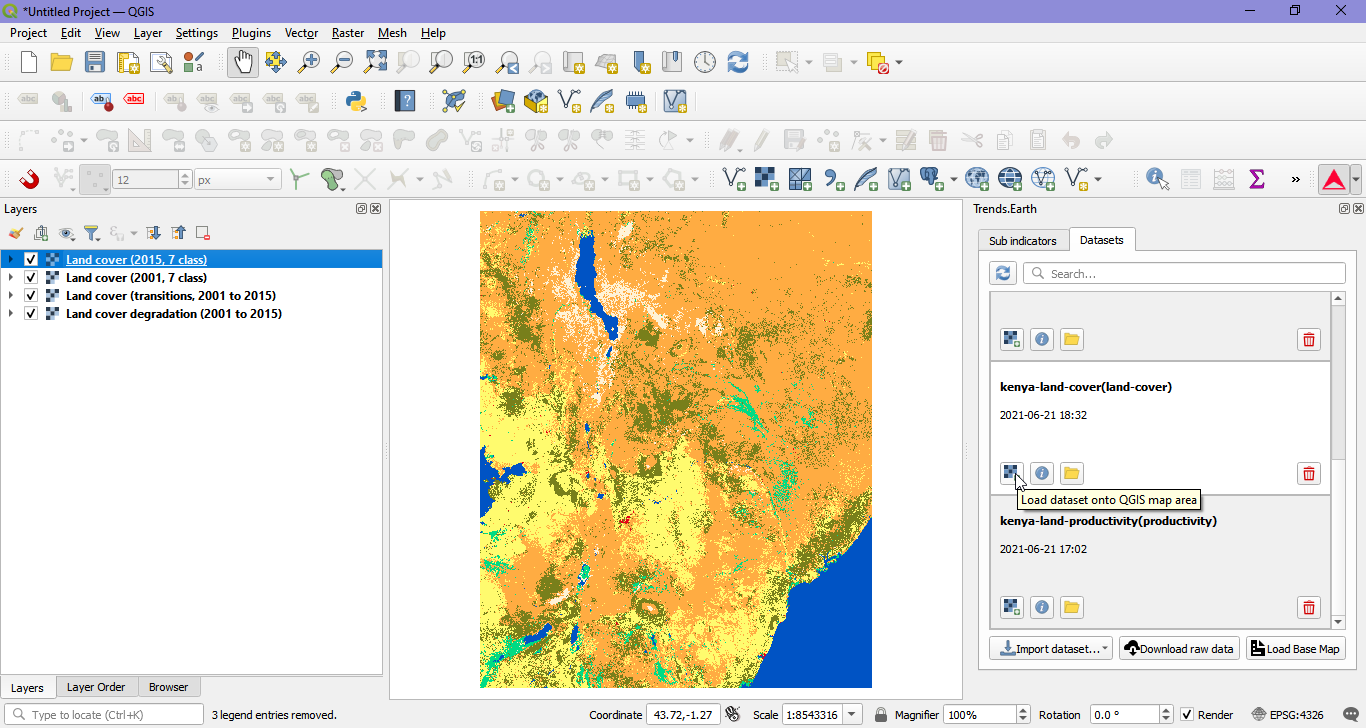 *Untitled Project — QGIS
Project Edit View Layer Settings Plugins Vector Raster Mesh Help
12 px
Layers
Land cover (2015, 7 class)
Land cover (2001, 7 class)
Land cover (transitions, 2001 to 2015)
Land cover degradation (2001 to 2015)
Trends.Earth
Sub indicators Datasets
Search...
kenya-land-cover(land-cover)
2021-06-21 18:32
Load dataset onto QGIS map area
kenya-land-productivity(productivity)
2021-06-21 17:02
Import dataset... Download raw data Load Base Map
Layers Layer Order Browser
Type to locate (Ctrl+K) 3 legend entries removed. Coordinate 43.72,-1.27 Scale 1:8543316 Magnifier 100% Rotation 0.0 ° Render EPSG:4326